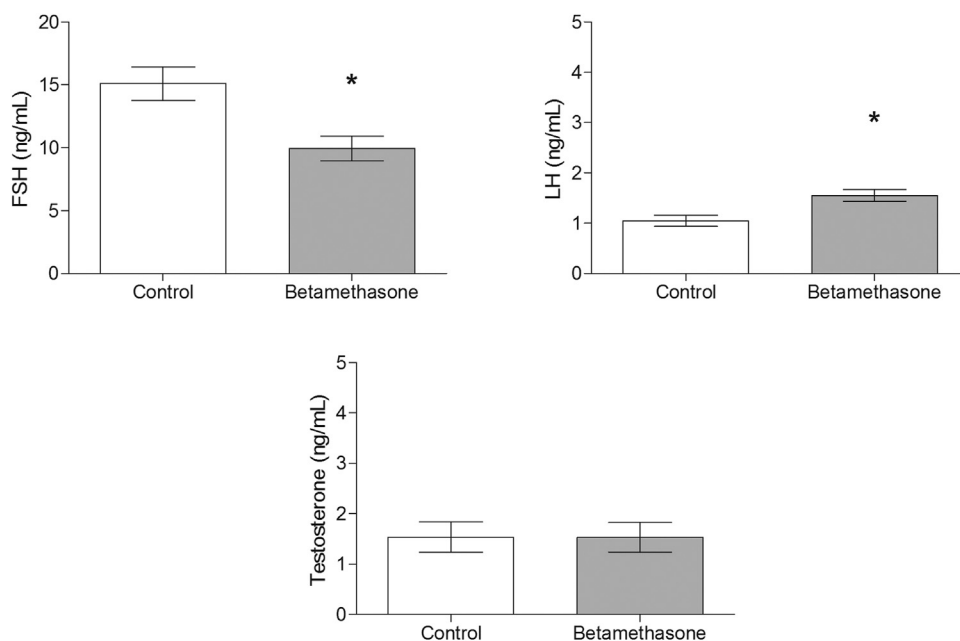 FSH (ng/mL)
20
15
10
5
0
*
Control
Betamethasone
LH (ng/mL)
5
4
3
2
1
0
*
Control
Betamethasone
Testosterone (ng/mL)
5
4
3
2
1
0
Control
Betamethasone